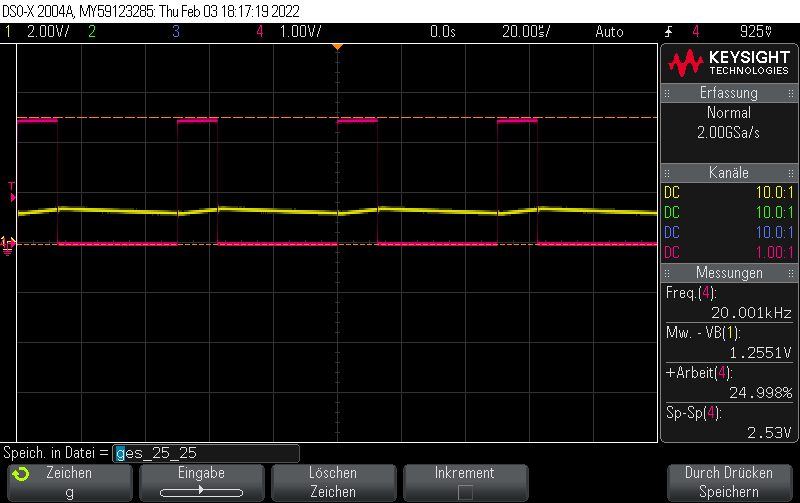 DSO-X 2004A, MY59123285: Thu Feb 03 18:17:19 2022
1 2.00V/ 2 3 4 1.00V/ 0.0s 20.00µs/ Auto 4 925mV
KEYSIGHT
TECHNOLOGIES
Erfassung
Normal
2.00GSa/s
Kanäle
DC 10.0:1
DC 10.0:1
DC 10.0:1
DC 1.00:1
Messungen
Freq.(4):
20.001kHz
Mw. - VB(1):
1.2551V
+Arbeit(4):
24.998%
Sp-Sp(4):
2.53V
T
Speich. in Datei = ges_25_25
Zeichen
g
Eingabe
Löschen
Zeichen
Inkrement
Durch Drücken
Speichern